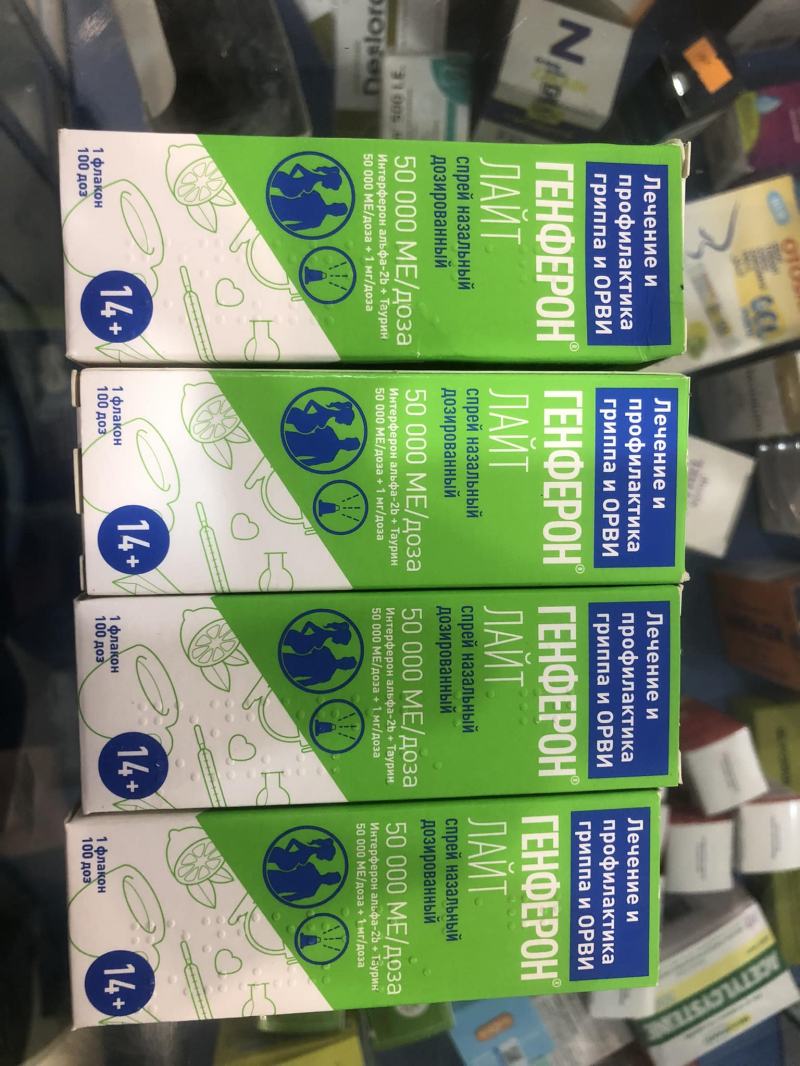 Лечение и
профилактика
гриппа и ОРВИ
ГЕНФЕРОН®
ЛАЙТ
спрей назальный
дозированный
50 000 МЕ/доза
Интерферон альфа-2b + Таурин
50 000 МЕ/доза + 1 мг/доза
1 флакон
100 доз
14+
Лечение и
профилактика
гриппа и ОРВИ
ГЕНФЕРОН®
ЛАЙТ
спрей назальный
дозированный
50 000 МЕ/доза
Интерферон альфа-2b + Таурин
50 000 МЕ/доза + 1 мг/доза
1 флакон
100 доз
14+
Лечение и
профилактика
гриппа и ОРВИ
ГЕНФЕРОН®
ЛАЙТ
спрей назальный
дозированный
50 000 МЕ/доза
Интерферон альфа-2b + Таурин
50 000 МЕ/доза + 1 мг/доза
1 флакон
100 доз
14+
Лечение и
профилактика
гриппа и ОРВИ
ГЕНФЕРОН®
ЛАЙТ
спрей назальный
дозированный
50 000 МЕ/доза
Интерферон альфа-2b + Таурин
50 000 МЕ/доза + 1 мг/доза
1 флакон
100 доз
14+
ACETYLCYSTEINE